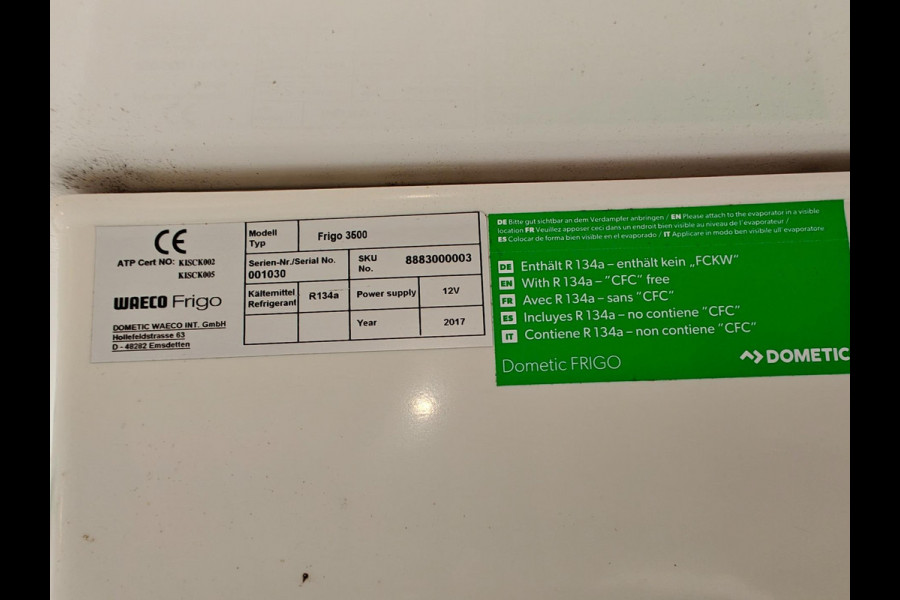 CE
ATP Cert NO: KISCK002
KISCK005
WAECO Frigo
DOMETIC WAECO INT. GmbH
Hollefeldstrasse 63
D - 48282 Emsdetten
Modell
Typ
Frigo 3500
Serien-Nr./Serial No.
001030
SKU
No.
8883000003
Kältemittel
Refrigerant
R134a
Power supply
12V
Year
2017
DE Bitte gut sichtbar an dem Verdampfer anbringen / EN Please attach to the evaporator in a visible
location FR Veuillez apposer ceci dans un endroit bien visible au niveau de l'évaporateur /
ES Colocar de forma bien visible en el evaporado / IT Applicare in modo ben visibile ull'evaporatore
DE Enthält R 134a – enthält kein „FCKW“
EN With R 134a – “CFC” free
FR Avec R 134a – sans “CFC”
ES Incluyes R 134a – no contiene “CFC”
IT Contiene R 134a – non contiene “CFC”
Dometic FRIGO
DOMETIC